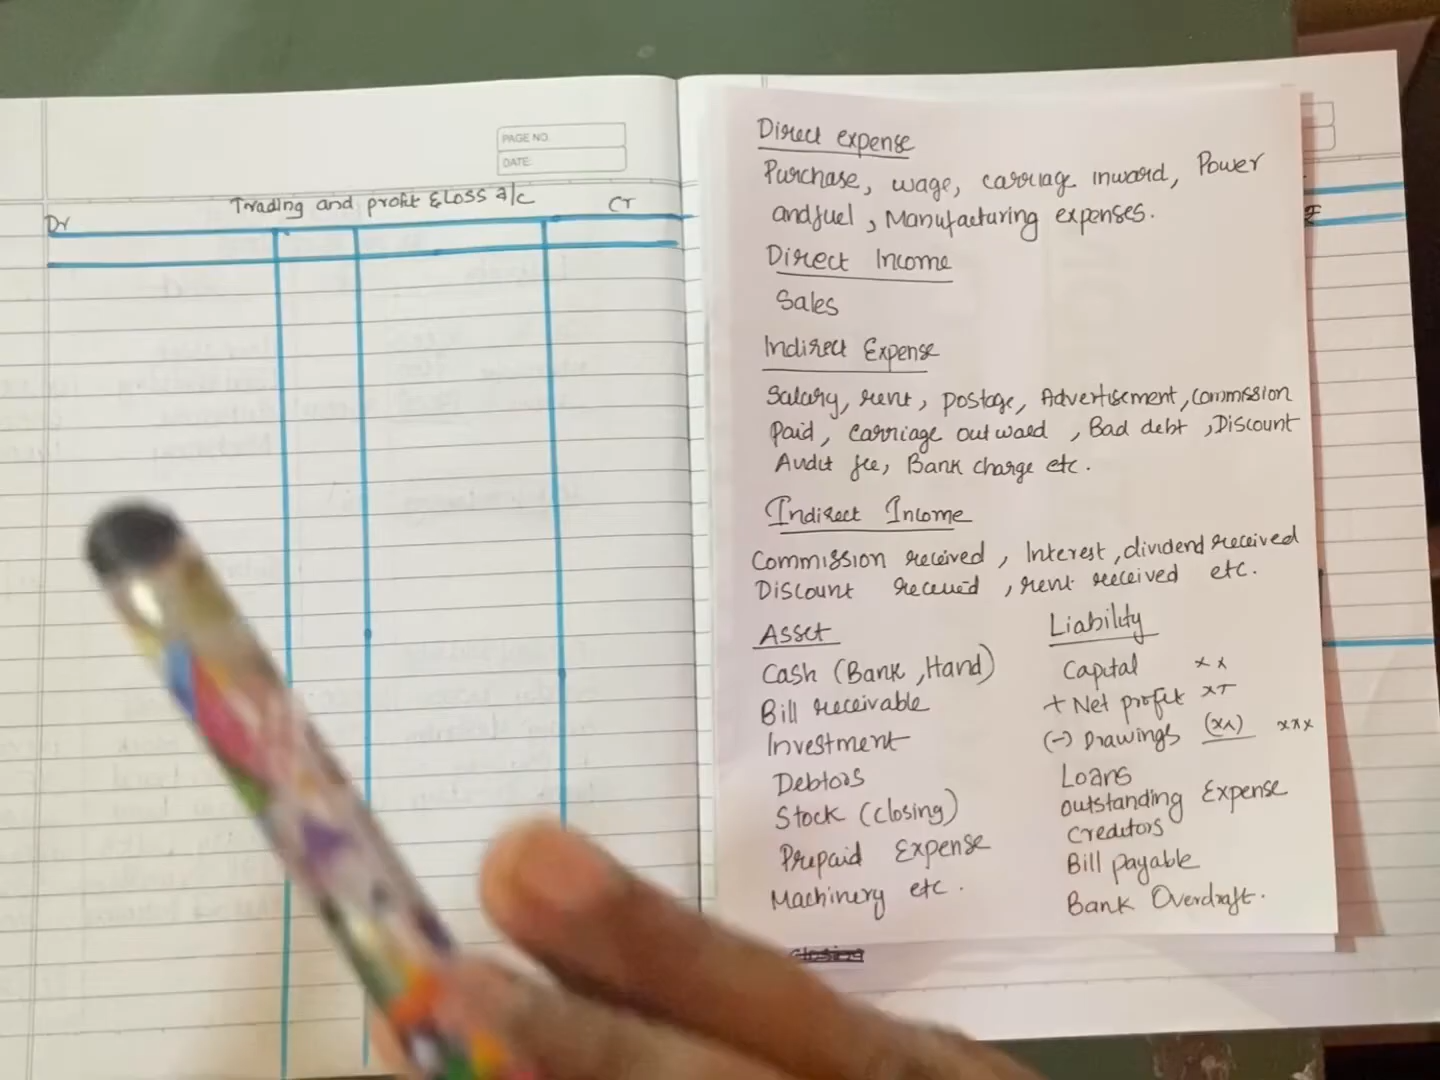 PAGE NO.
DATE:
Trading and profit & Loss a/c
Dr
Cr
Direct expense
Purchase, wage, carriage inward, Power
and fuel, Manufacturing expenses.
Direct Income
Sales
Indirect Expense
Salary, rent, postage, Advertisement, Commission
Paid, carriage outward, Bad debt, Discount
Audit fee, Bank charge etc.
Indirect Income
Commission received, Interest, dividend received
Discount received, rent received etc.
Asset
Cash (Bank, Hand)
Bill receivable
Investment
Debtors
Stock (closing)
Prepaid Expense
Machinery etc.
Liability
Capital xx
+ Net profit xx
(-) Drawings (xx) xxx
Loans
outstanding Expense
Creditors
Bill payable
Bank Overdraft.